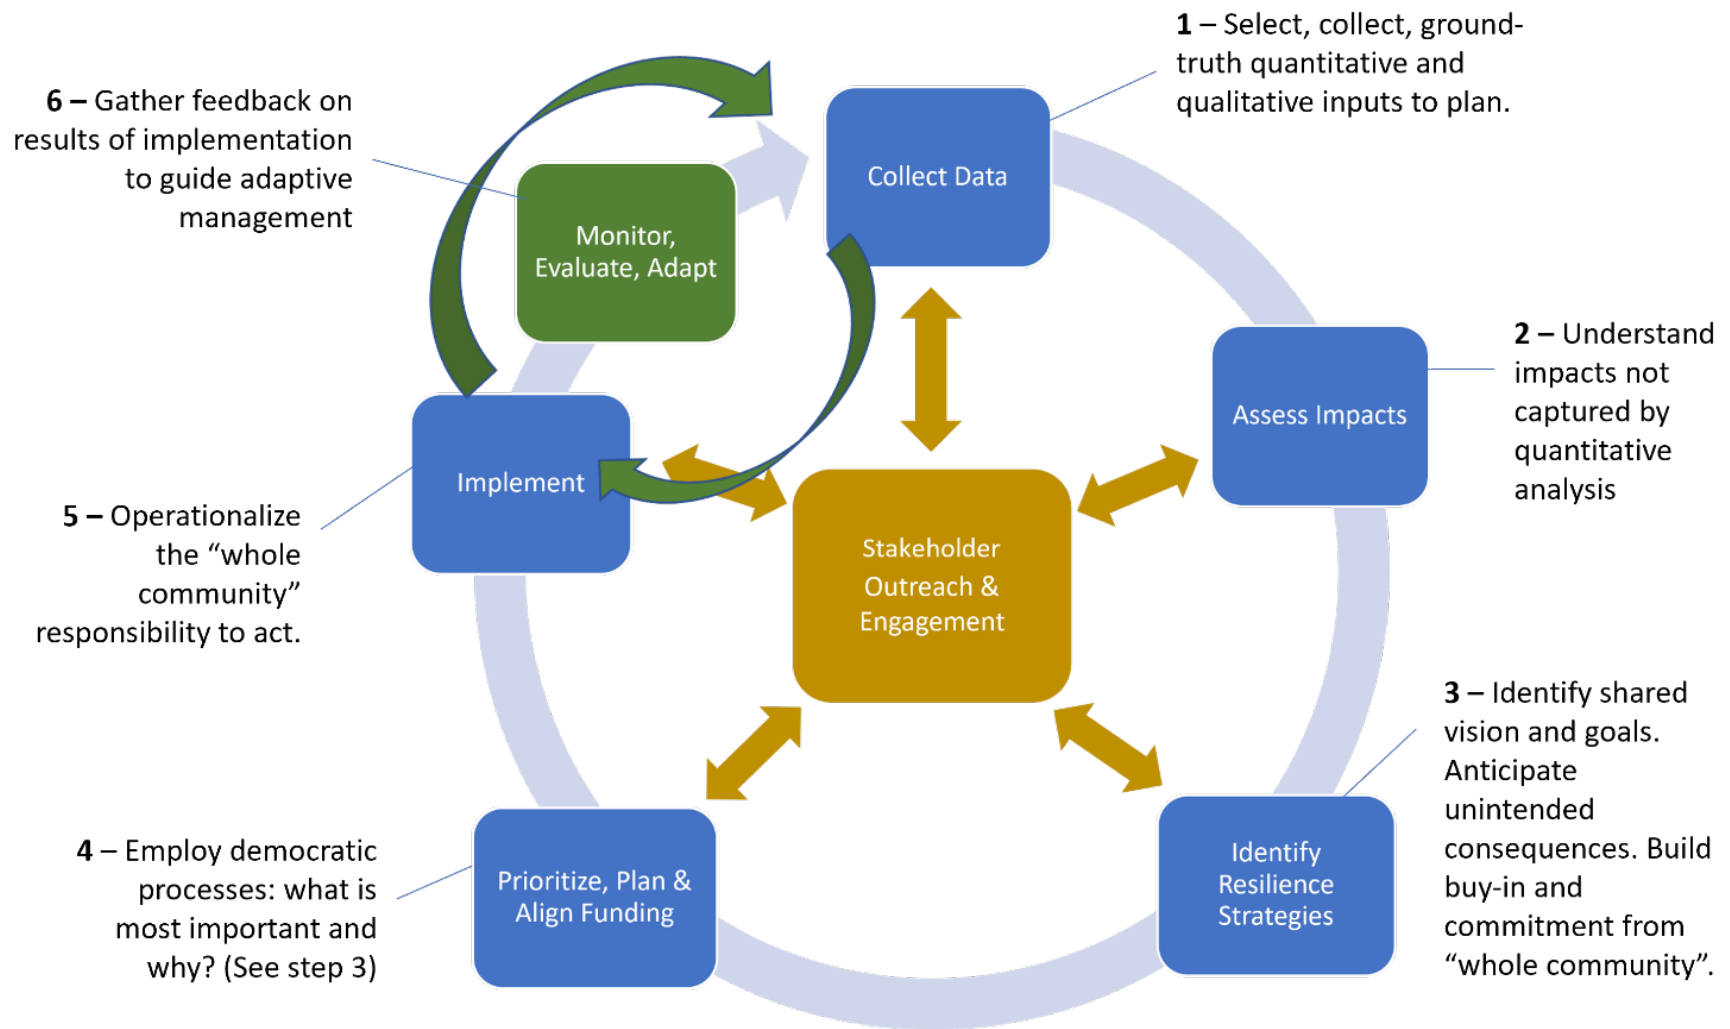 1 – Select, collect, ground-
truth quantitative and
qualitative inputs to plan.
6 – Gather feedback on
results of implementation
to guide adaptive
management
Collect Data
Monitor,
Evaluate, Adapt
2 – Understand
impacts not
captured by
quantitative
analysis
Assess Impacts
Implement
5 – Operationalize
the “whole
community”
responsibility to act.
Stakeholder
Outreach &
Engagement
3 – Identify shared
vision and goals.
Anticipate
unintended
consequences. Build
buy-in and
commitment from
“whole community”.
Identify
Resilience
Strategies
4 – Employ democratic
processes: what is
most important and
why? (See step 3)
Prioritize, Plan &
Align Funding